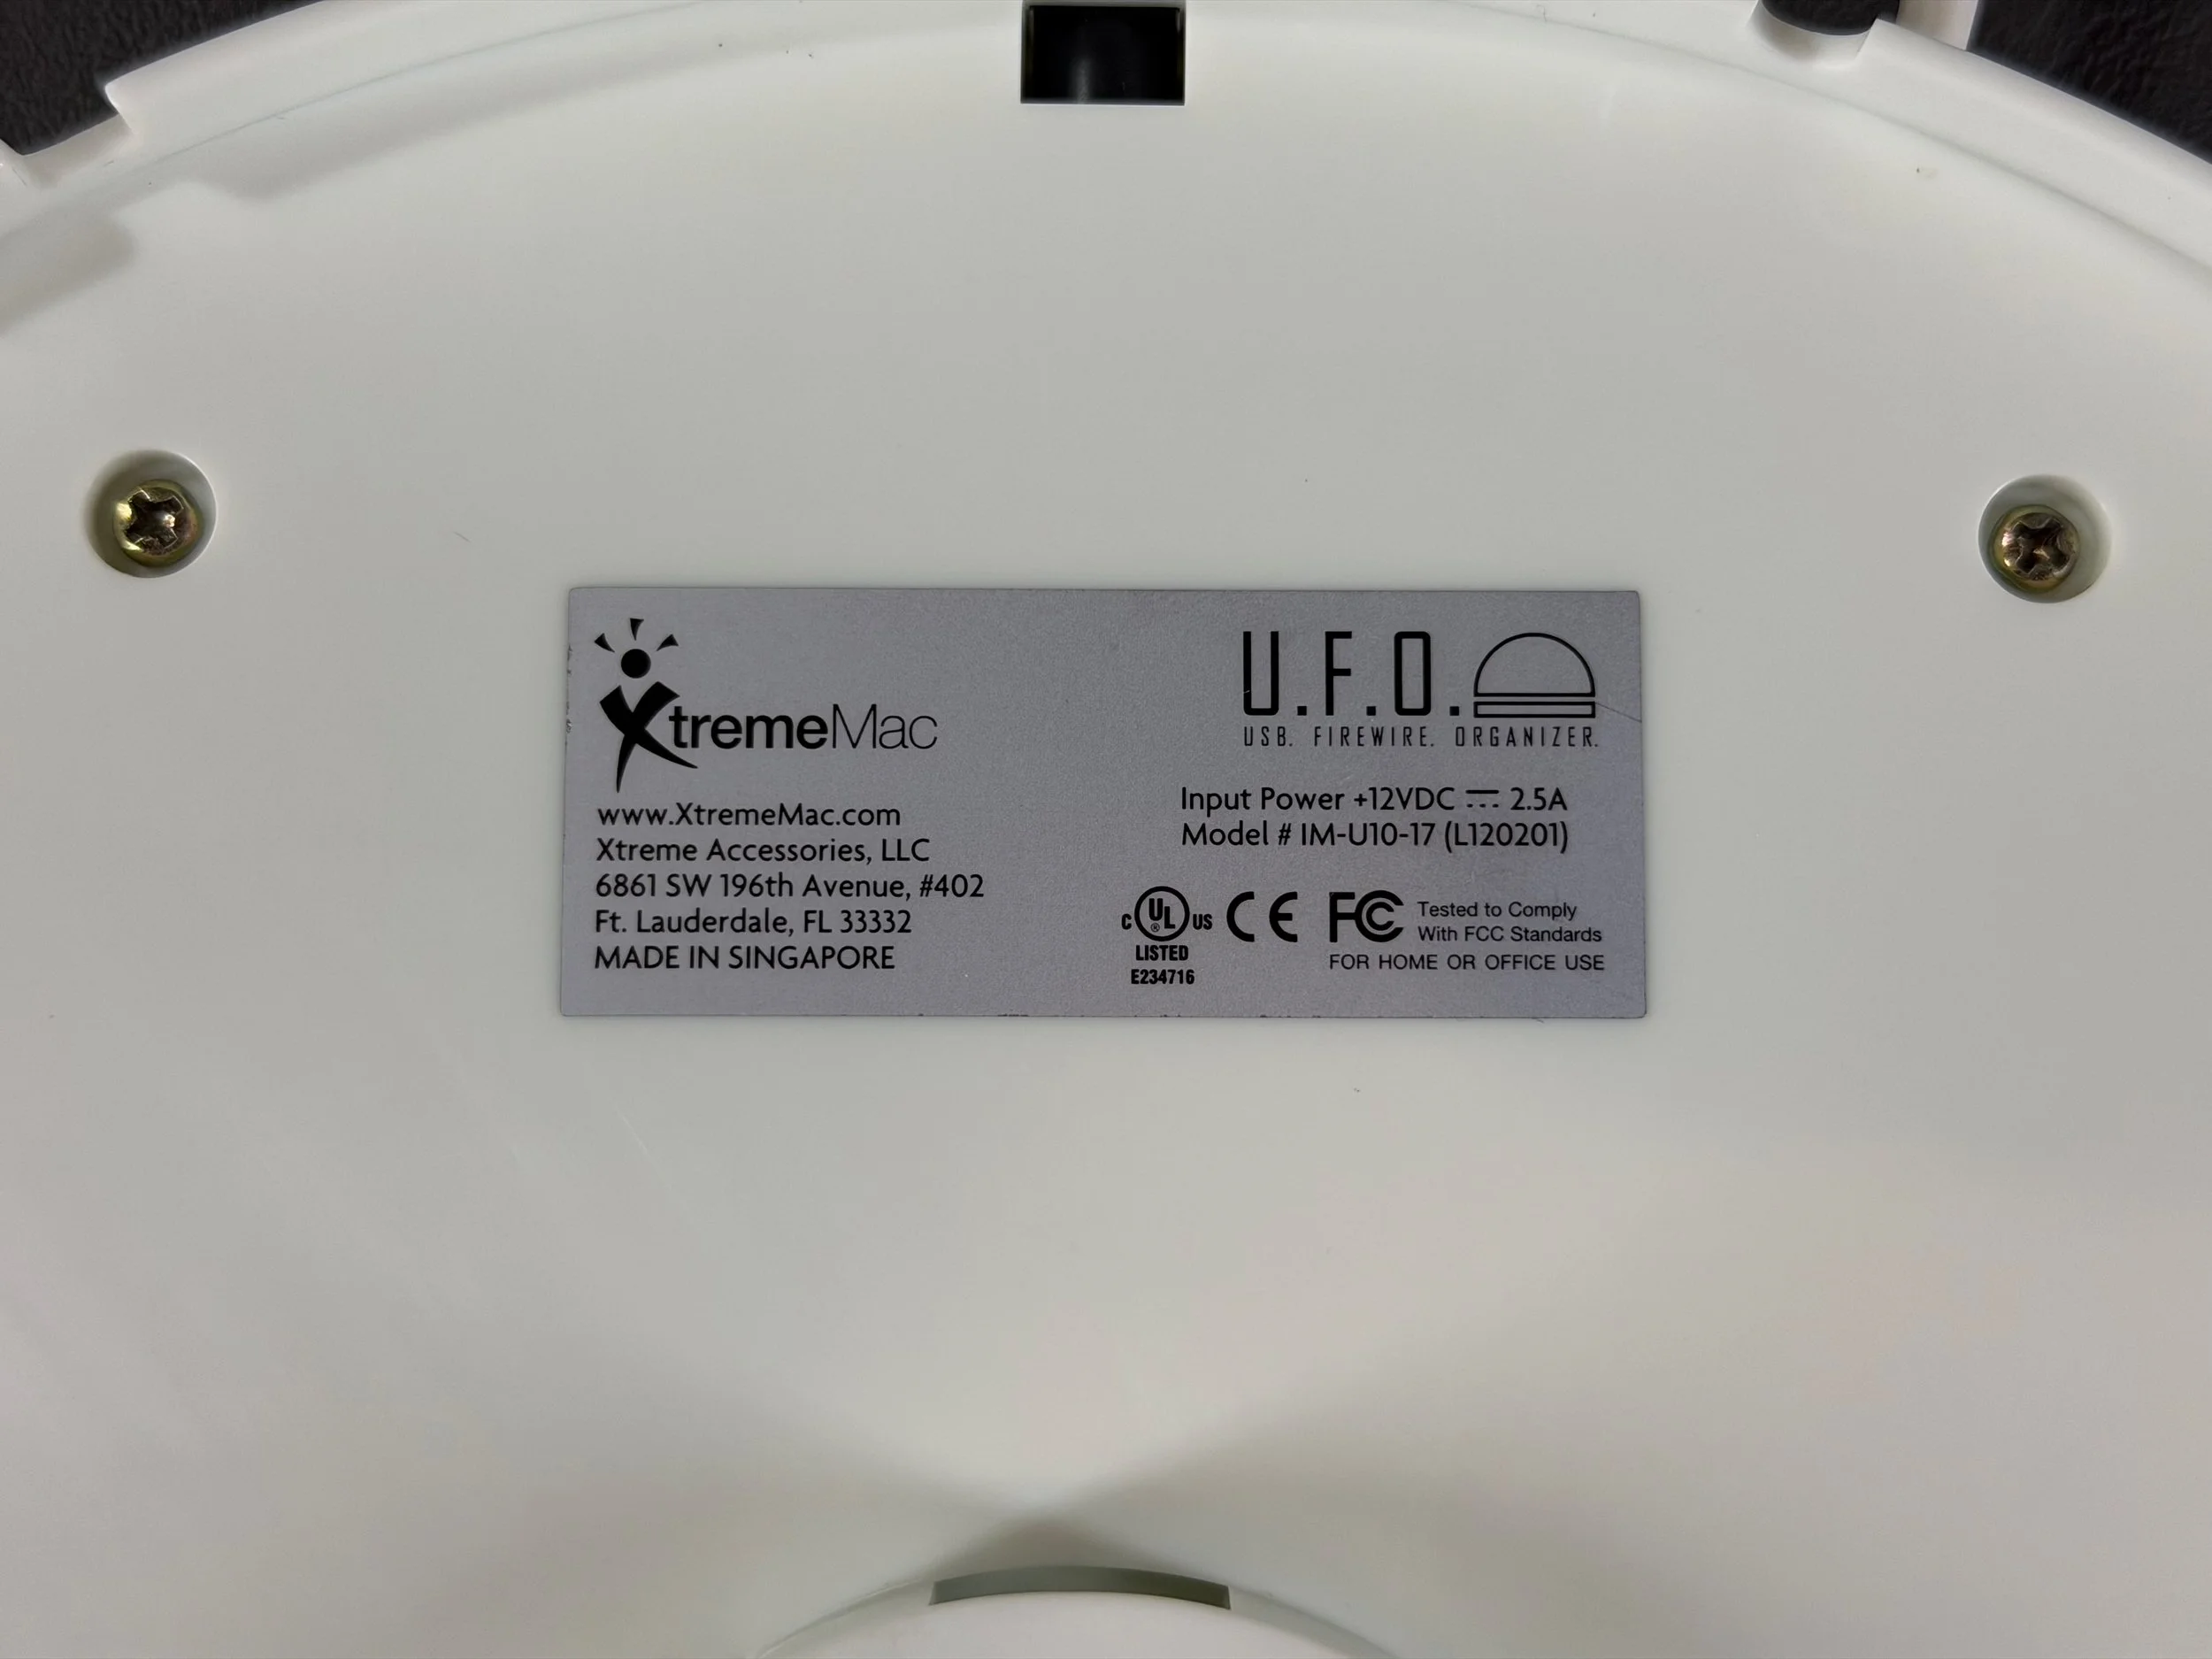 XtremeMac
www.XtremeMac.com
Xtreme Accessories, LLC
6861 SW 196th Avenue, #402
Ft. Lauderdale, FL 33332
MADE IN SINGAPORE
U.F.O.
USB. FIREWIRE. ORGANIZER.
Input Power +12VDC ⎓ 2.5A
Model # IM-U10-17 (L120201)
C UL® US
LISTED
E234716
CE
FC
Tested to Comply
With FCC Standards
FOR HOME OR OFFICE USE